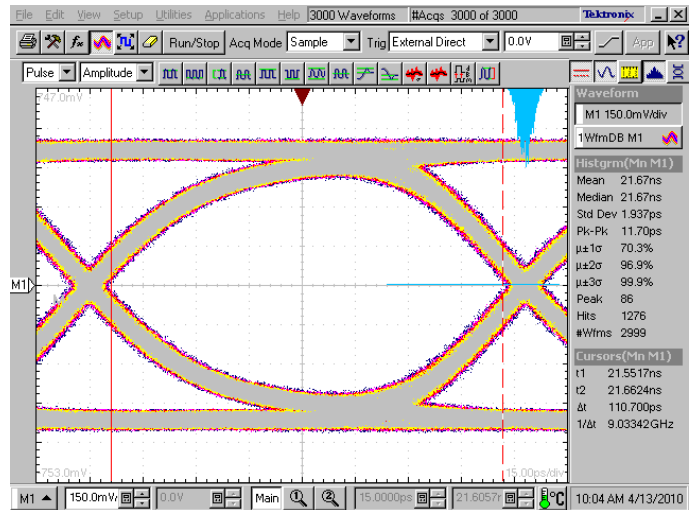 File Edit View Setup Utilities Applications Help 3000 Waveforms #Acqs 3000 of 3000 Tektronix
Run/Stop Acq Mode Sample Trig External Direct 0.0V App
Pulse Amplitude
747.0mV
Waveform
M1 150.0mV/div
1WfmDB M1
Histgrm(Mn M1)
Mean 21.67ns
Median 21.67ns
Std Dev 1.937ps
Pk-Pk 11.70ps
µ±1σ 70.3%
µ±2σ 96.9%
µ±3σ 99.9%
Peak 86
Hits 1276
#Wfms 2999
Cursors(Mn M1)
t1 21.5517ns
t2 21.6624ns
Δt 110.700ps
1/Δt 9.03342GHz
M1
-753.0mV
15.00ps/div
M1 150.0mV/ 0.0V Main 1 2 15.0000ps 21.6057r °C 10:04 AM 4/13/2010